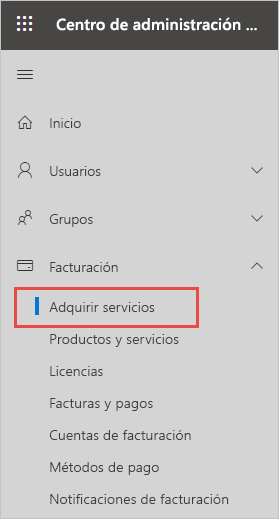 Centro de administración ...
Inicio
Usuarios
Grupos
Facturación
Adquirir servicios
Productos y servicios
Licencias
Facturas y pagos
Cuentas de facturación
Métodos de pago
Notificaciones de facturación